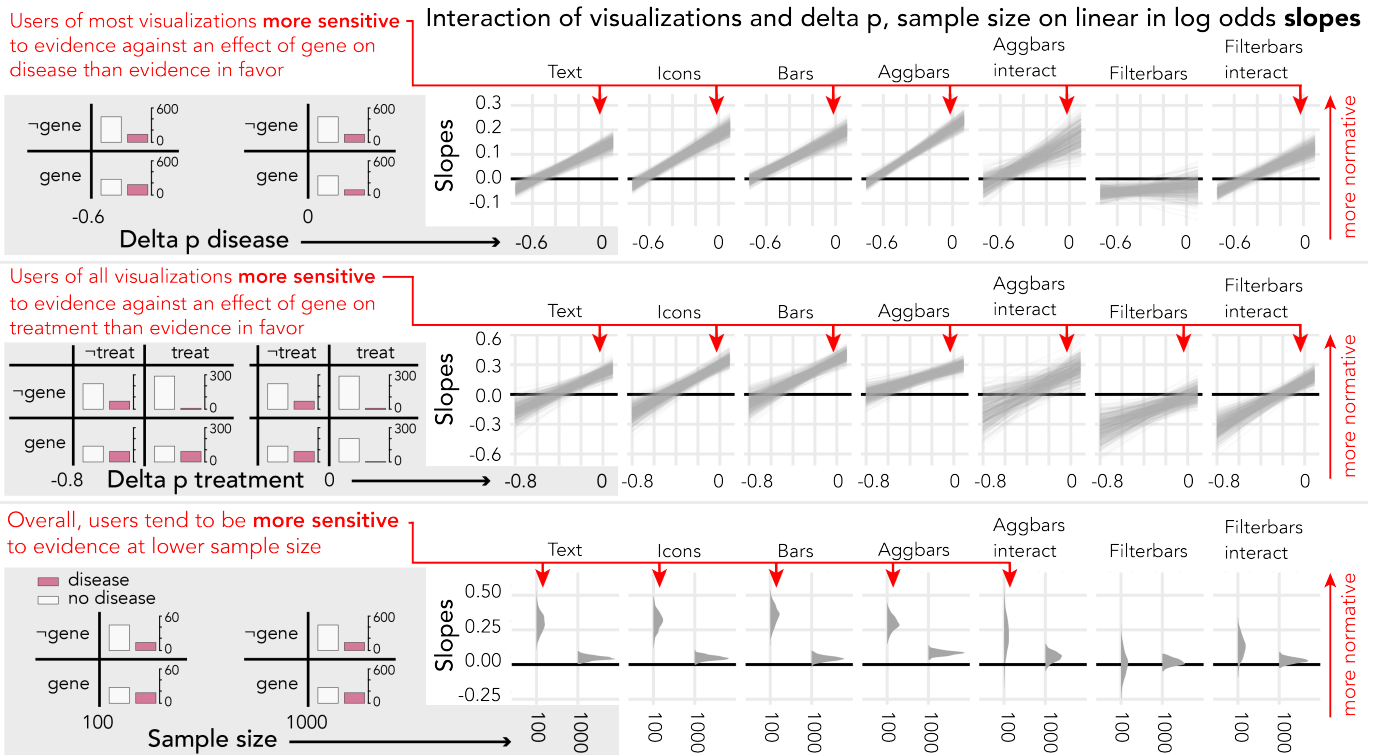 Interaction of visualizations and delta p, sample size on linear in log odds slopes
Users of most visualizations more sensitive
to evidence against an effect of gene on
disease than evidence in favor
Text
Icons
Bars
Aggbars
Aggbars
interact
Filterbars
Filterbars
interact
¬gene
600
0
¬gene
600
0
gene
600
0
gene
600
0
-0.6
0
Delta p disease
Slopes
0.3
0.2
0.1
0.0
-0.1
-0.6 0
-0.6 0
-0.6 0
-0.6 0
-0.6 0
-0.6 0
-0.6 0
more normative
Users of all visualizations more sensitive
to evidence against an effect of gene on
treatment than evidence in favor
Text
Icons
Bars
Aggbars
Aggbars
interact
Filterbars
Filterbars
interact
¬treat treat
¬treat treat
¬gene
300
0
300
0
gene
300
0
300
0
-0.8
0
Delta p treatment
Slopes
0.6
0.3
0.0
-0.3
-0.6
-0.8 0
-0.8 0
-0.8 0
-0.8 0
-0.8 0
-0.8 0
-0.8 0
more normative
Overall, users tend to be more sensitive
to evidence at lower sample size
Text
Icons
Bars
Aggbars
Aggbars
interact
Filterbars
Filterbars
interact
disease
no disease
¬gene
60
0
¬gene
600
0
gene
60
0
gene
600
0
100
1000
Sample size
Slopes
0.50
0.25
0.00
-0.25
100 1000
100 1000
100 1000
100 1000
100 1000
100 1000
100 1000
more normative